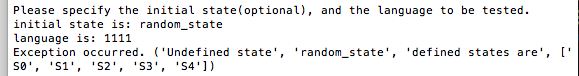 Please specify the initial state(optional), and the language to be tested.
initial state is: random_state
language is: 1111
Exception occurred. ('Undefined state', 'random_state', 'defined states are', ['
S0', 'S1', 'S2', 'S3', 'S4'])